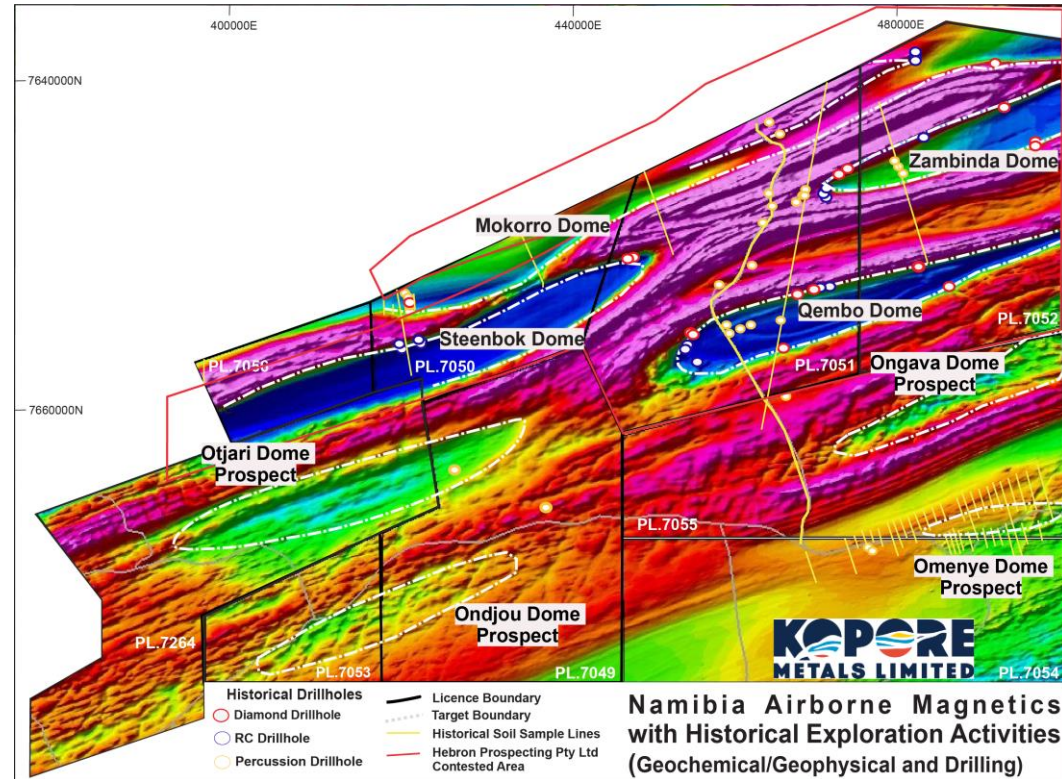 400000E
440000E
480000E
7640000N
Zambinda Dome
Mokorro Dome
Qembo Dome
Steenbok Dome
PL.7052
PL.7050
PL.7051
Ongava Dome
Prospect
7660000N
Otjari Dome
Prospect
PL.7055
Omenye Dome
Prospect
Ondjou Dome
Prospect
PL.7264
PL.7053
PL.7049
PL.7054
KOPORE
METALS LIMITED
Historical Drillholes
Diamond Drillhole
RC Drillhole
Percussion Drillhole
Licence Boundary
Target Boundary
Historical Soil Sample Lines
Hebron Prospecting Pty Ltd
Contested Area
Namibia Airborne Magnetics
with Historical Exploration Activities
(Geochemical/Geophysical and Drilling)